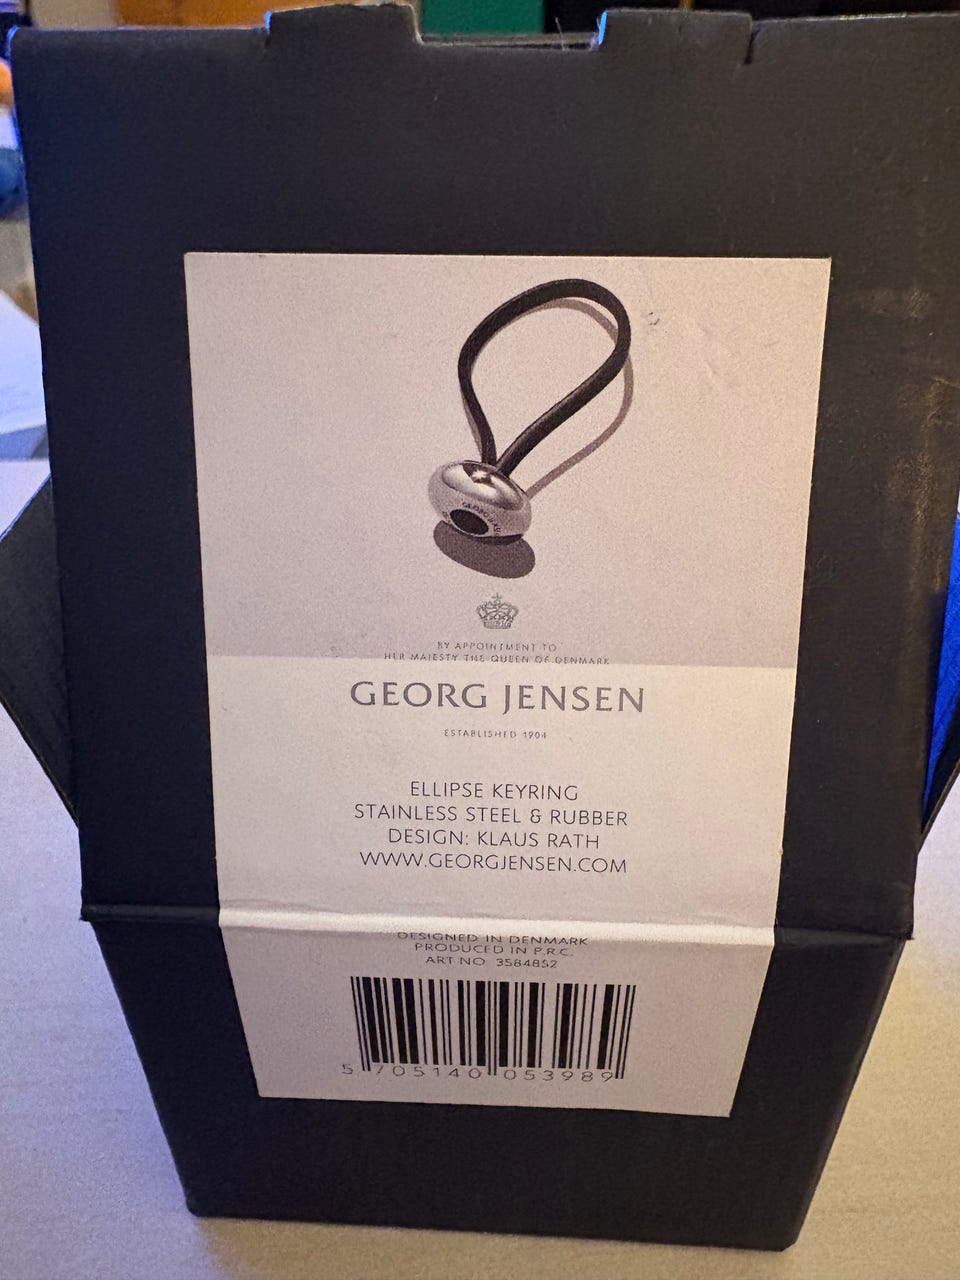 BY APPOINTMENT TO
HER MAJESTY THE QUEEN OF DENMARK
GEORG JENSEN
ESTABLISHED 1904
ELLIPSE KEYRING
STAINLESS STEEL & RUBBER
DESIGN: KLAUS RATH
WWW.GEORGJENSEN.COM
DESIGNED IN DENMARK
PRODUCED IN P.R.C.
ART NO 3584852
5 705140 053989